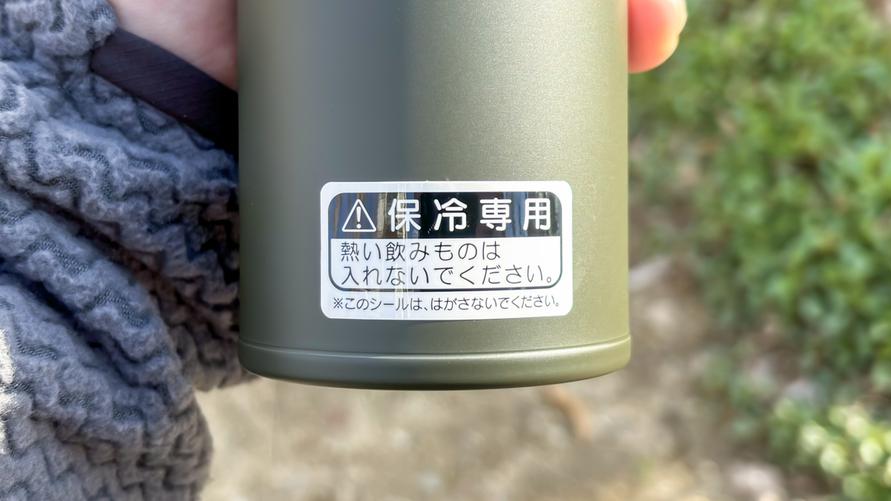 ⚠保冷専用
熱い飲みものは
入れないでください。
※このシールは、はがさないでください。